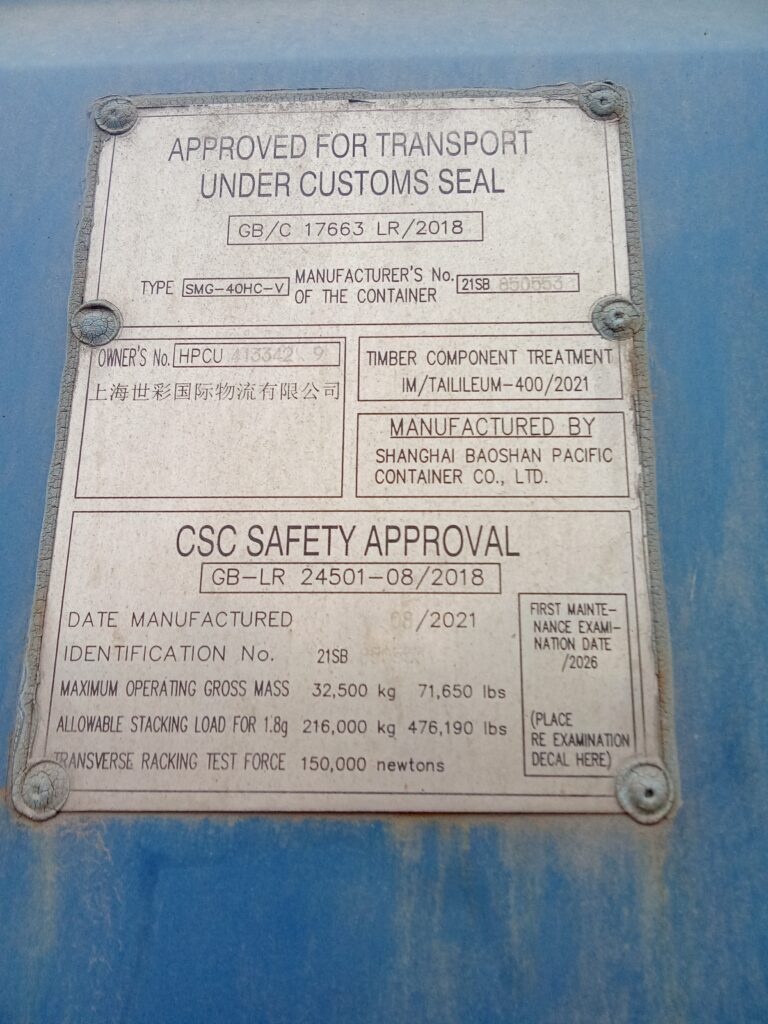 APPROVED FOR TRANSPORT
UNDER CUSTOMS SEAL
GB/C 17663 LR/2018
TYPE SMG-40HC-V MANUFACTURER'S No. OF THE CONTAINER 21SB
OWNER'S No. HPCU 413342 9
上海世彩国际物流有限公司
TIMBER COMPONENT TREATMENT
IM/TAILILEUM-400/2021
MANUFACTURED BY
SHANGHAI BAOSHAN PACIFIC
CONTAINER CO., LTD.
CSC SAFETY APPROVAL
GB-LR 24501-08/2018
DATE MANUFACTURED 08/2021
IDENTIFICATION No. 21SB
MAXIMUM OPERATING GROSS MASS 32,500 kg 71,650 lbs
ALLOWABLE STACKING LOAD FOR 1.8g 216,000 kg 476,190 lbs
TRANSVERSE RACKING TEST FORCE 150,000 newtons
FIRST MAINTE-
NANCE EXAMI-
NATION DATE
/2026
(PLACE
RE EXAMINATION
DECAL HERE)